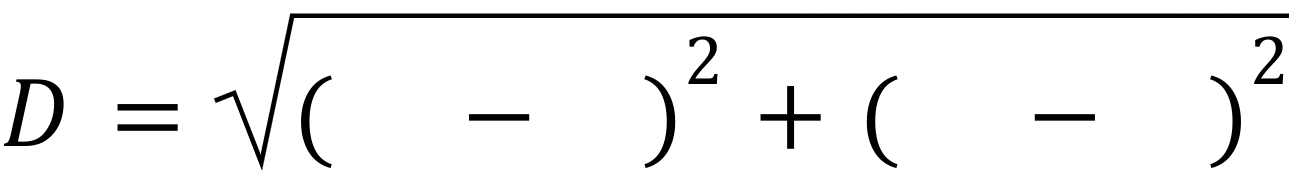 D = √( − )² + ( − )²